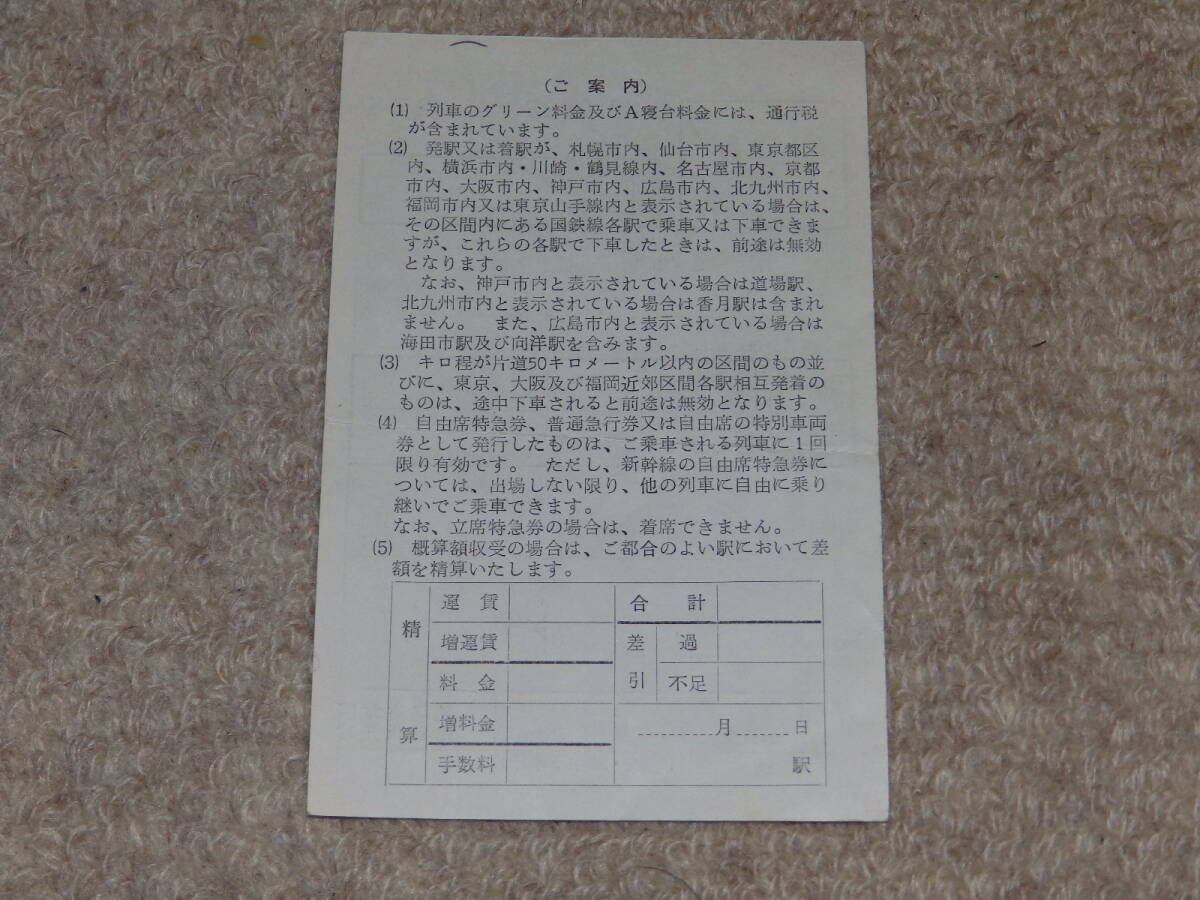 (ご案内)
(1) 列車のグリーン料金及びA寝台料金には、通行税
が含まれています。
(2) 発駅又は着駅が、札幌市内、仙台市内、東京都区
内、横浜市内・川崎・鶴見線内、名古屋市内、京都
市内、大阪市内、神戸市内、広島市内、北九州市内、
福岡市内又は東京山手線内と表示されている場合は、
その区間内にある国鉄線各駅で乗車又は下車できま
すが、これらの各駅で下車したときは、前途は無効
となります。
なお、神戸市内と表示されている場合は道場駅、
北九州市内と表示されている場合は香月駅は含まれ
ません。 また、広島市内と表示されている場合は
海田市駅及び向洋駅を含みます。
(3) キロ程が片道50キロメートル以内の区間のもの並
びに、東京、大阪及び福岡近郊区間各駅相互発着の
ものは、途中下車されると前途は無効となります。
(4) 自由席特急券、普通急行券又は自由席の特別車両
券として発行したものは、ご乗車される列車に1回
限り有効です。 ただし、新幹線の自由席特急券に
ついては、出場しない限り、他の列車に自由に乗り
継いでご乗車できます。
なお、立席特急券の場合は、着席できません。
(5) 概算額収受の場合は、ご都合のよい駅において差
額を精算いたします。
精算
運賃
増運賃
料金
増料金
手数料
合計
差引
過
不足
月 日
駅